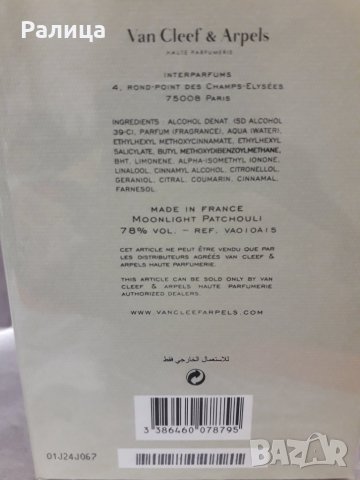 Ралица
Van Cleef & Arpels
HAUTE PARFUMERIE
INTERPARFUMS
4, ROND-POINT DES CHAMPS-ELYSÉES
75008 PARIS
INGREDIENTS : ALCOHOL DENAT. (SD ALCOHOL
39-C), PARFUM (FRAGRANCE), AQUA (WATER),
ETHYLHEXYL METHOXYCINNAMATE, ETHYLHEXYL
SALICYLATE, BUTYL METHOXYDIBENZOYLMETHANE,
BHT, LIMONENE, ALPHA-ISOMETHYL IONONE,
LINALOOL, CINNAMYL ALCOHOL, CITRONELLOL,
GERANIOL, CITRAL, COUMARIN, CINNAMAL,
FARNESOL
MADE IN FRANCE
MOONLIGHT PATCHOULI
78% VOL. – REF. VA010A15
CET ARTICLE NE PEUT ÊTRE VENDU QUE PAR
LES DISTRIBUTEURS AGRÉÉS VAN CLEEF &
ARPELS HAUTE PARFUMERIE.
THIS ARTICLE CAN BE SOLD ONLY BY VAN
CLEEF & ARPELS HAUTE PARFUMERIE
AUTHORIZED DEALERS.
WWW.VANCLEEFARPELS.COM
للاستعمال الخارجي فقط
3 386460 078795
01J24J067
BAZAR.BG